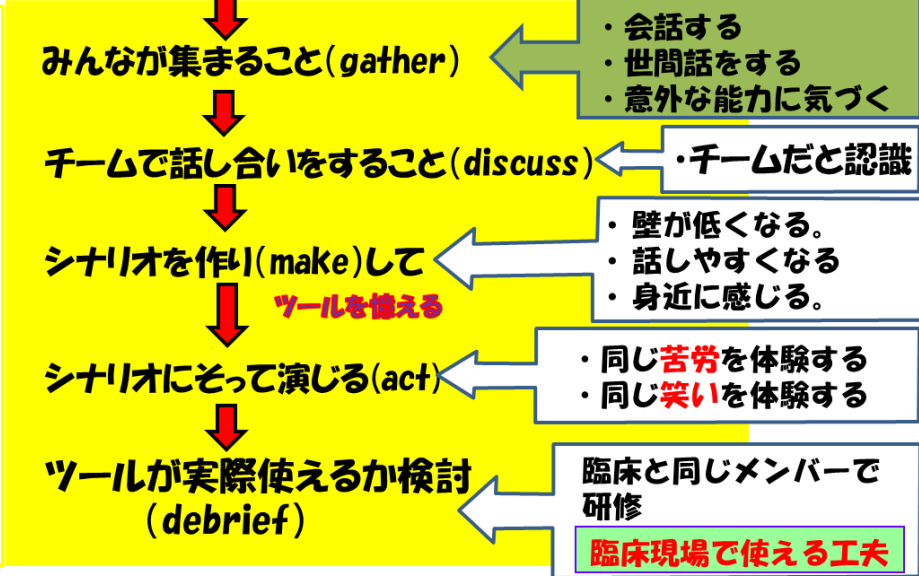 みんなが集まること(gather)
・会話する
・世間話をする
・意外な能力に気づく
チームで話し合いをすること(discuss)
・チームだと認識
シナリオを作り(make)して
ツールを憶える
・壁が低くなる。
・話しやすくなる
・身近に感じる。
シナリオにそって演じる(act)
・同じ苦労を体験する
・同じ笑いを体験する
ツールが実際使えるか検討
(debrief)
臨床と同じメンバーで
研修
臨床現場で使える工夫